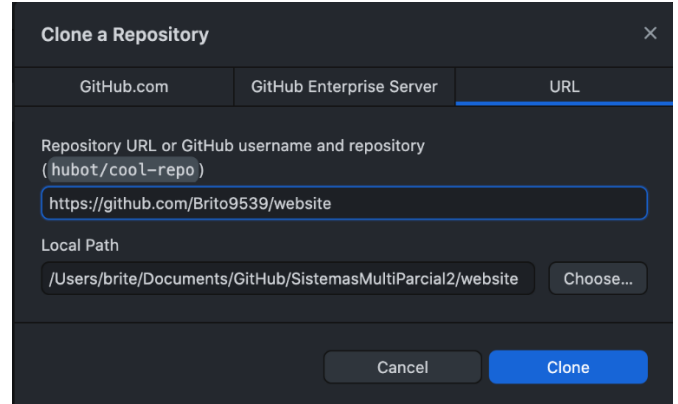 Clone a Repository
GitHub.com
GitHub Enterprise Server
URL
Repository URL or GitHub username and repository
(hubot/cool-repo)
https://github.com/Brito9539/website
Local Path
/Users/brite/Documents/GitHub/SistemasMultiParcial2/website
Choose...
Cancel
Clone